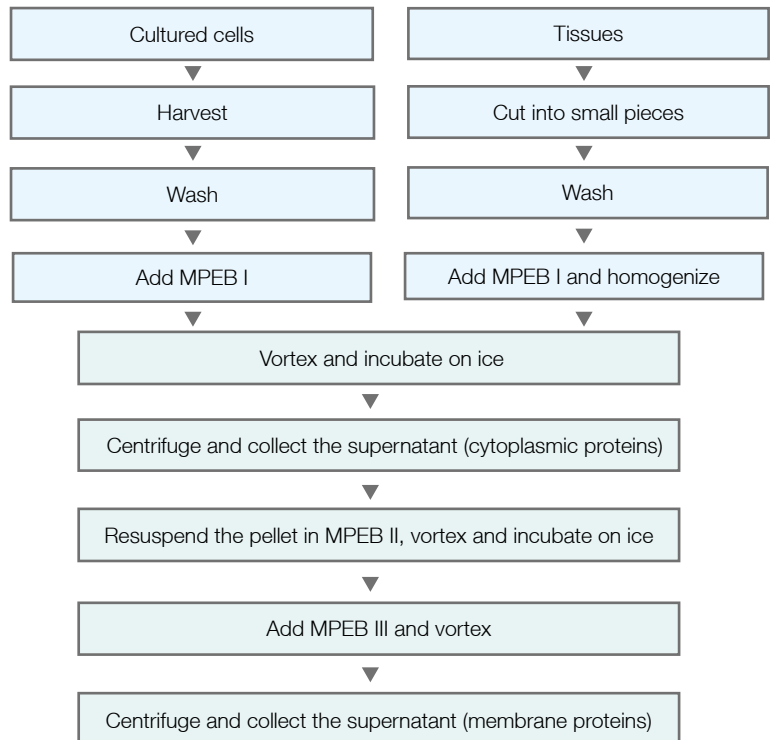 Cultured cells
Harvest
Wash
Add MPEB I
Tissues
Cut into small pieces
Wash
Add MPEB I and homogenize
Vortex and incubate on ice
Centrifuge and collect the supernatant (cytoplasmic proteins)
Resuspend the pellet in MPEB II, vortex and incubate on ice
Add MPEB III and vortex
Centrifuge and collect the supernatant (membrane proteins)